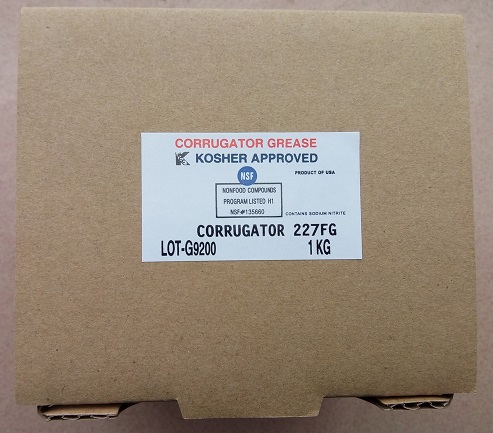 CORRUGATOR GREASE
KOSHER APPROVED
PRODUCT OF USA
NSF
NONFOOD COMPOUNDS
PROGRAM LISTED H1
NSF#135660
CONTAINS SODIUM NITRITE
CORRUGATOR 227FG
LOT-G9200 1 KG